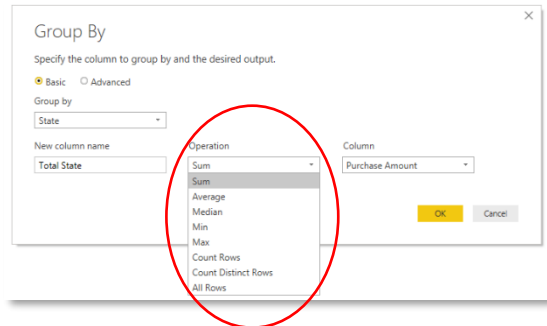 Group By
Specify the column to group by and the desired output.
Basic Advanced
Group by
State
New column name Operation Column
Total State Sum Purchase Amount
Sum
Average
Median
Min
Max
Count Rows
Count Distinct Rows
All Rows
OK Cancel